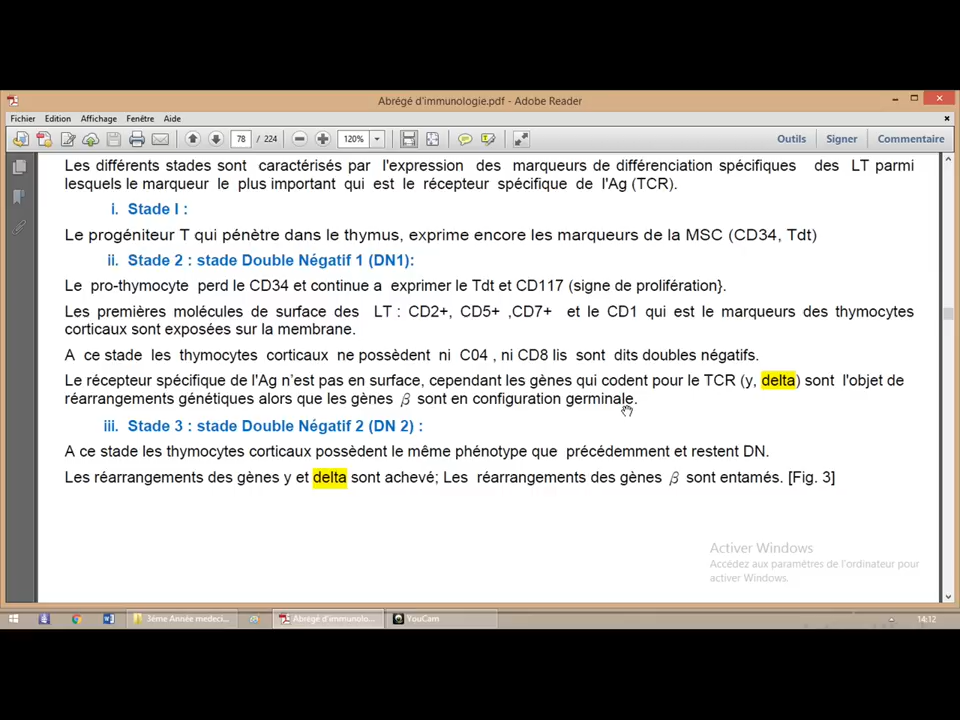 Abrégé d'immunologie.pdf - Adobe Reader
Fichier Edition Affichage Fenêtre Aide
78 / 224 120% Outils Signer Commentaire
Les différents stades sont caractérisés par l'expression des marqueurs de différenciation spécifiques des LT parmi
lesquels le marqueur le plus important qui est le récepteur spécifique de l'Ag (TCR).
i. Stade I :
Le progéniteur T qui pénètre dans le thymus, exprime encore les marqueurs de la MSC (CD34, Tdt)
ii. Stade 2 : stade Double Négatif 1 (DN1):
Le pro-thymocyte perd le CD34 et continue a exprimer le Tdt et CD117 (signe de prolifération}.
Les premières molécules de surface des LT : CD2+, CD5+ ,CD7+ et le CD1 qui est le marqueurs des thymocytes
corticaux sont exposées sur la membrane.
A ce stade les thymocytes corticaux ne possèdent ni C04 , ni CD8 lis sont dits doubles négatifs.
Le récepteur spécifique de l'Ag n'est pas en surface, cependant les gènes qui codent pour le TCR (y, delta) sont l'objet de
réarrangements génétiques alors que les gènes β sont en configuration germinale.
iii. Stade 3 : stade Double Négatif 2 (DN 2) :
A ce stade les thymocytes corticaux possèdent le même phénotype que précédemment et restent DN.
Les réarrangements des gènes y et delta sont achevé; Les réarrangements des gènes β sont entamés. [Fig. 3]
Activer Windows
Accédez aux paramètres de l'ordinateur pour
activer Windows.
3éme Année medeci... Abrégé d'immunolo... YouCam 14:12